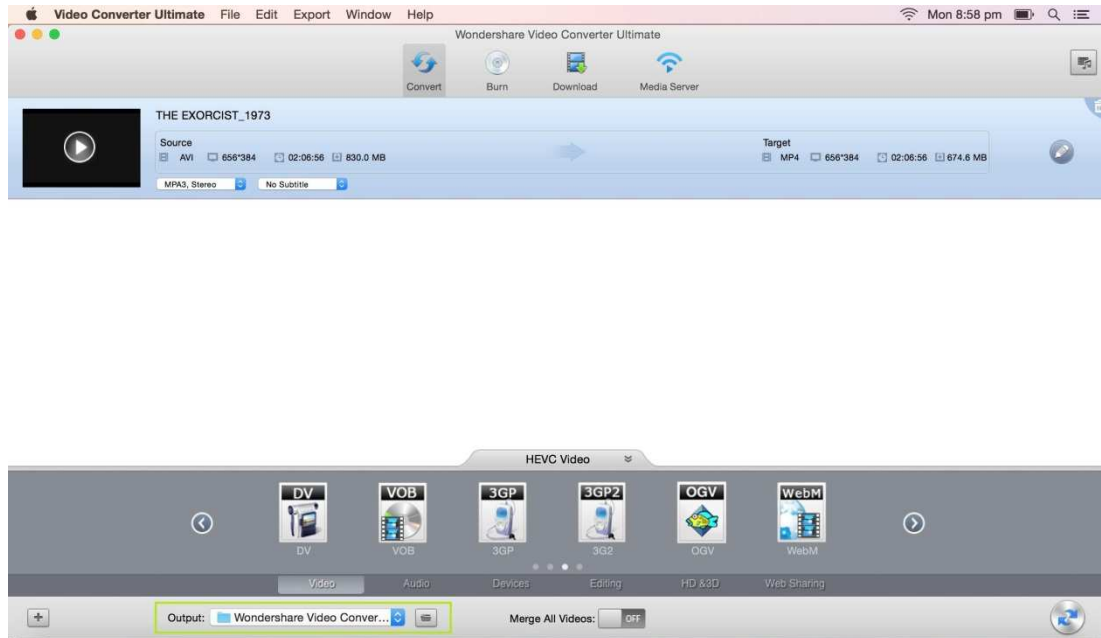 Video Converter Ultimate File Edit Export Window Help Mon 8:58 pm
Wondershare Video Converter Ultimate
Convert Burn Download Media Server
THE EXORCIST_1973
Source Target
AVI 656*384 02:06:56 830.0 MB MP4 656*384 02:06:56 674.6 MB
MPA3, Stereo No Subtitle
HEVC Video
DV VOB 3GP 3GP2 OGV WebM
DV VOB 3GP 3G2 OGV WebM
Video Audio Devices Editing HD &3D Web Sharing
Output: Wondershare Video Conver... Merge All Videos: OFF